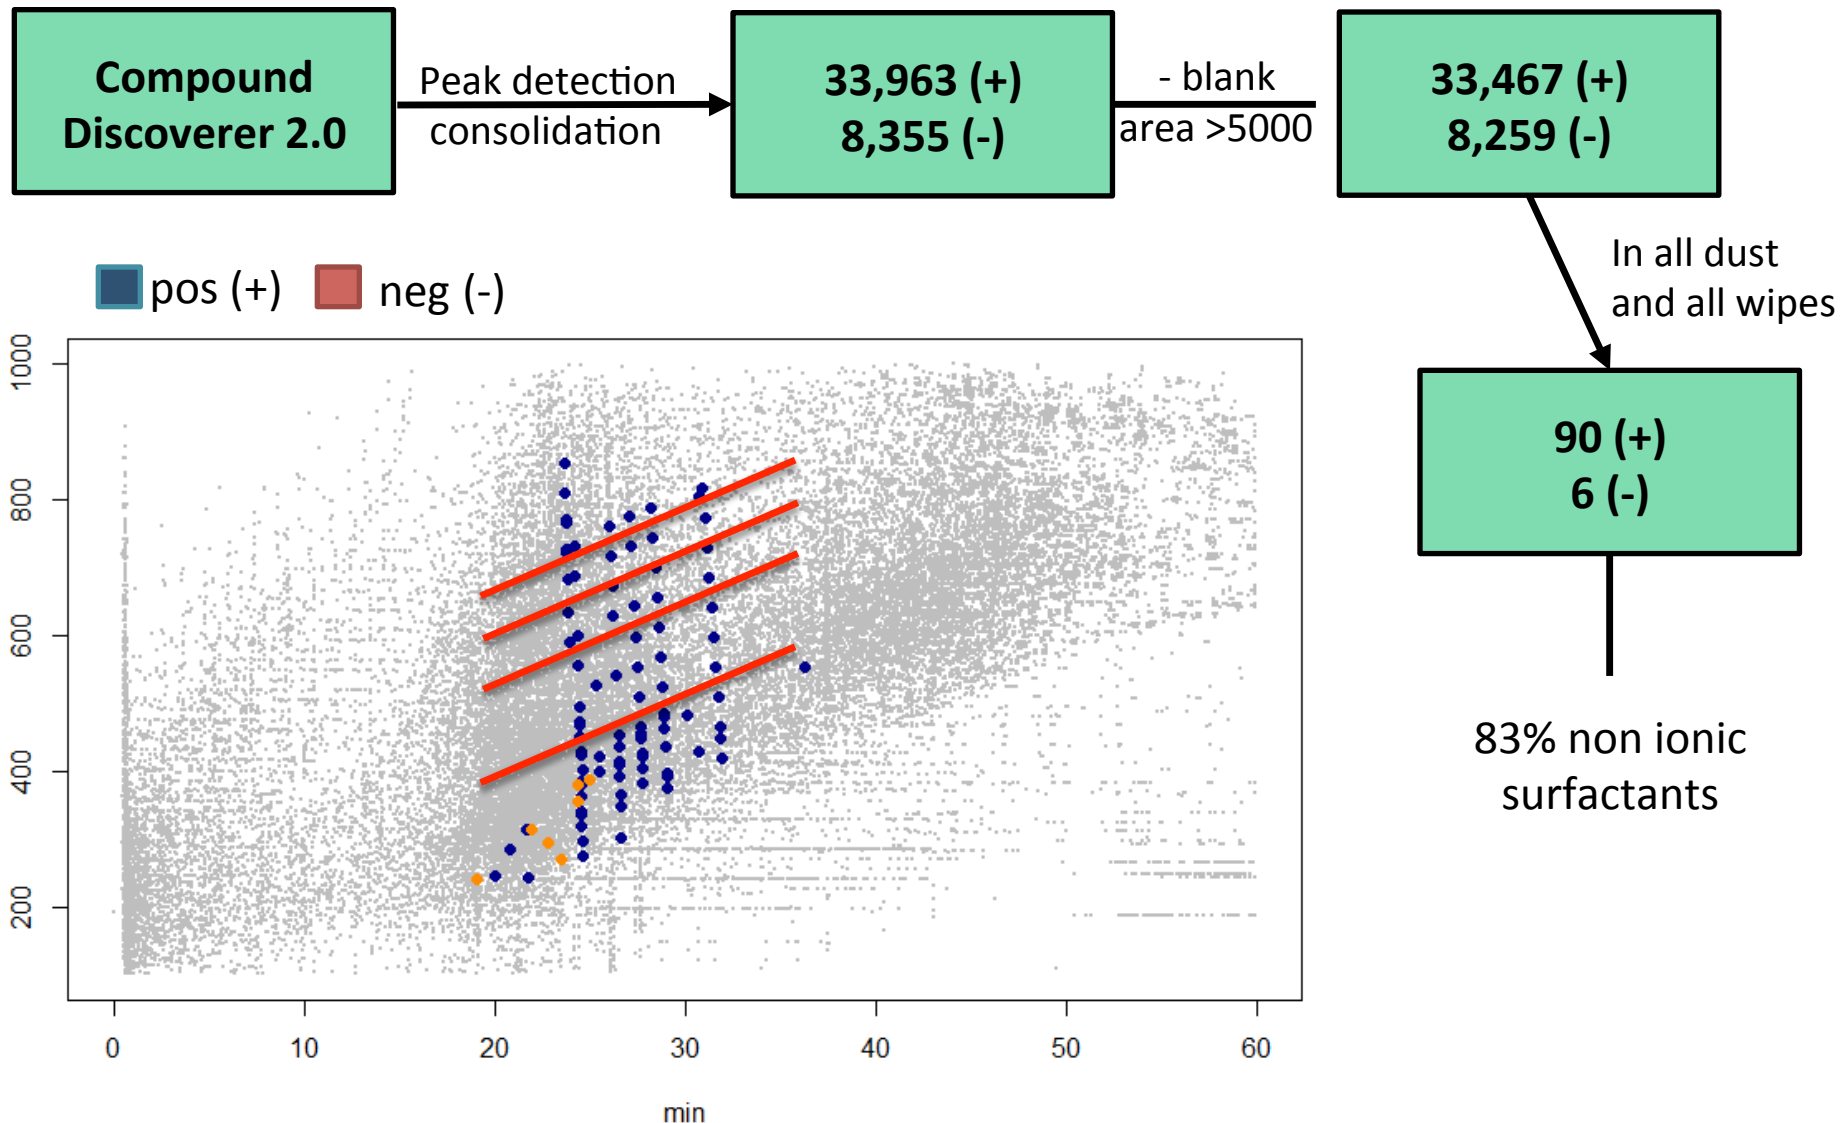 Compound
Discoverer 2.0
Peak detection
consolidation
33,963 (+)
8,355 (-)
- blank
area >5000
33,467 (+)
8,259 (-)
In all dust
and all wipes
90 (+)
6 (-)
83% non ionic
surfactants
pos (+) neg (-)
1000
800
600
400
200
0 10 20 30 40 50 60
min